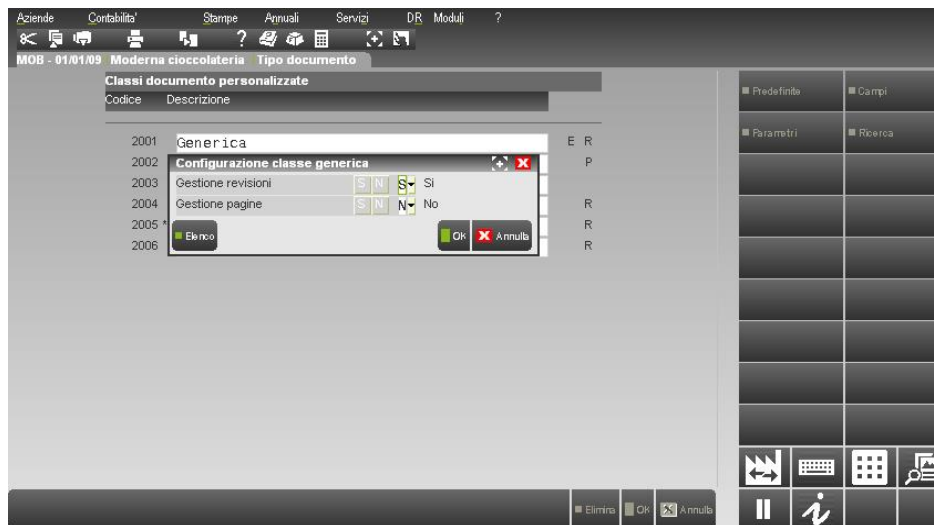 Aziende Contabilita' Stampe Annuali Servizi DR Moduli ?
?
MOB - 01/01/09 Moderna cioccolateria Tipo documento
Classi documento personalizzate
Codice Descrizione
2001 Generica E R
2002 P
2003
2004 R
2005 * R
2006 R
Configurazione classe generica
Gestione revisioni S N S Si
Gestione pagine S N N No
Elenco Ok Annulla
Predefinite Campi
Parametri Ricerca
Elimina Ok Annulla